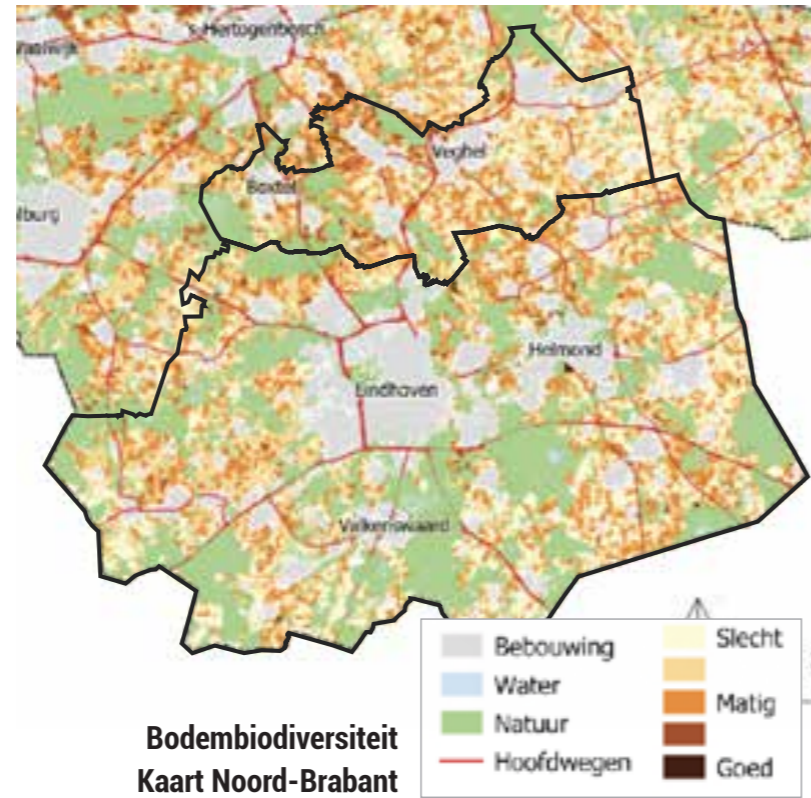 's-Hertogenbosch
Veghel
Boxtel
Helmond
Eindhoven
Valkenswaard
Bebouwing
Water
Natuur
Hoofdwegen
Slecht
Matig
Goed
Bodembiodiversiteit
Kaart Noord-Brabant